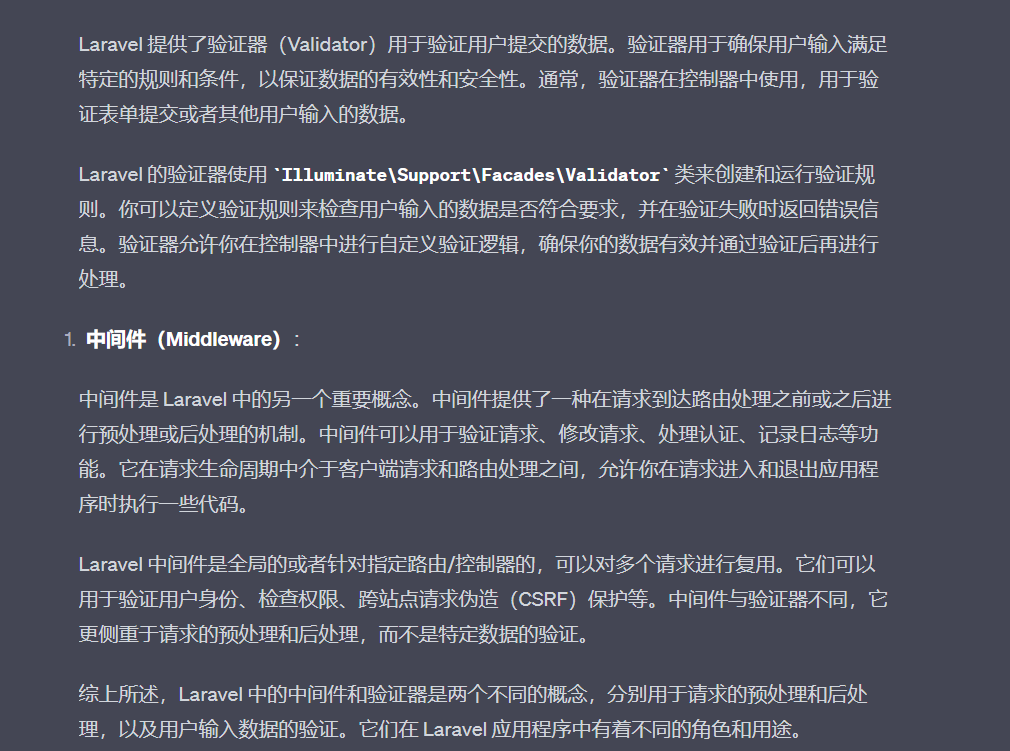 Laravel 提供了验证器（Validator）用于验证用户提交的数据。验证器用于确保用户输入满足
特定的规则和条件，以保证数据的有效性和安全性。通常，验证器在控制器中使用，用于验
证表单提交或者其他用户输入的数据。
Laravel 的验证器使用 `Illuminate\Support\Facades\Validator` 类来创建和运行验证规
则。你可以定义验证规则来检查用户输入的数据是否符合要求，并在验证失败时返回错误信
息。验证器允许你在控制器中进行自定义验证逻辑，确保你的数据有效并通过验证后再进行
处理。
1. 中间件（Middleware）：
中间件是 Laravel 中的另一个重要概念。中间件提供了一种在请求到达路由处理之前或之后进
行预处理或后处理的机制。中间件可以用于验证请求、修改请求、处理认证、记录日志等功
能。它在请求生命周期中介于客户端请求和路由处理之间，允许你在请求进入和退出应用程
序时执行一些代码。
Laravel 中间件是全局的或者针对指定路由/控制器的，可以对多个请求进行复用。它们可以
用于验证用户身份、检查权限、跨站点请求伪造（CSRF）保护等。中间件与验证器不同，它
更侧重于请求的预处理和后处理，而不是特定数据的验证。
综上所述，Laravel 中的中间件和验证器是两个不同的概念，分别用于请求的预处理和后处
理，以及用户输入数据的验证。它们在 Laravel 应用程序中有着不同的角色和用途。